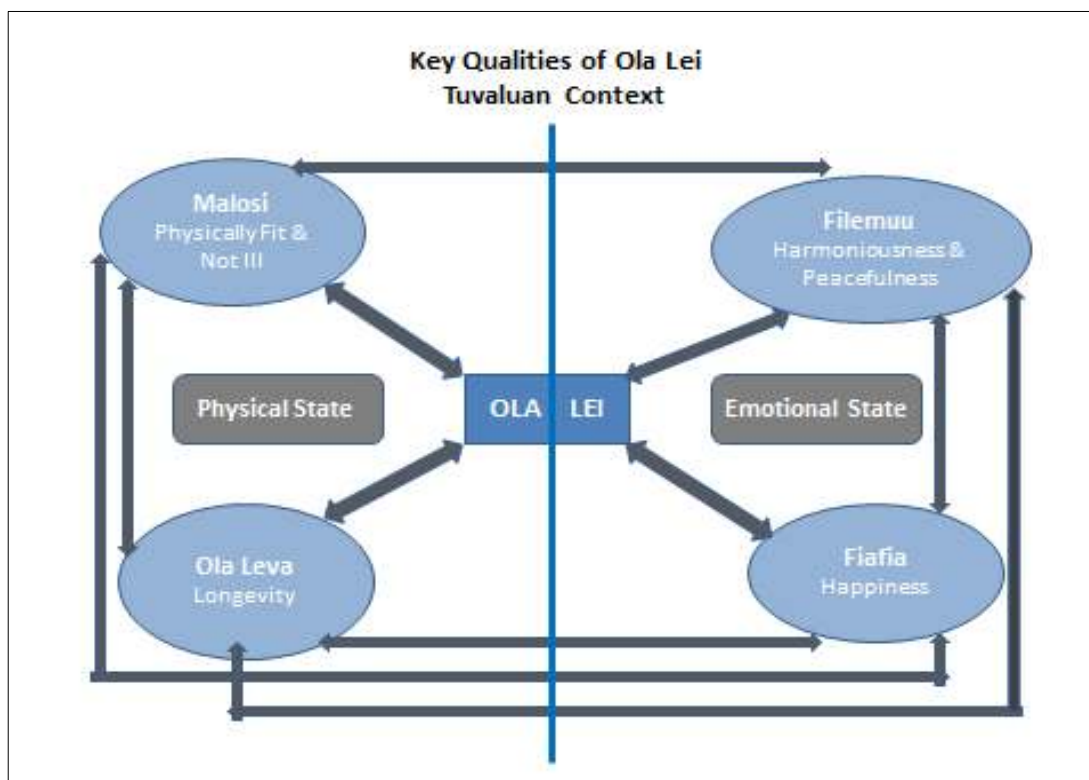 Key Qualities of Ola Lei
Tuvaluan Context
Malosi
Physically Fit &
Not Ill
Filemuu
Harmoniousness &
Peacefulness
Physical State
OLA LEI
Emotional State
Ola Leva
Longevity
Fiafia
Happiness